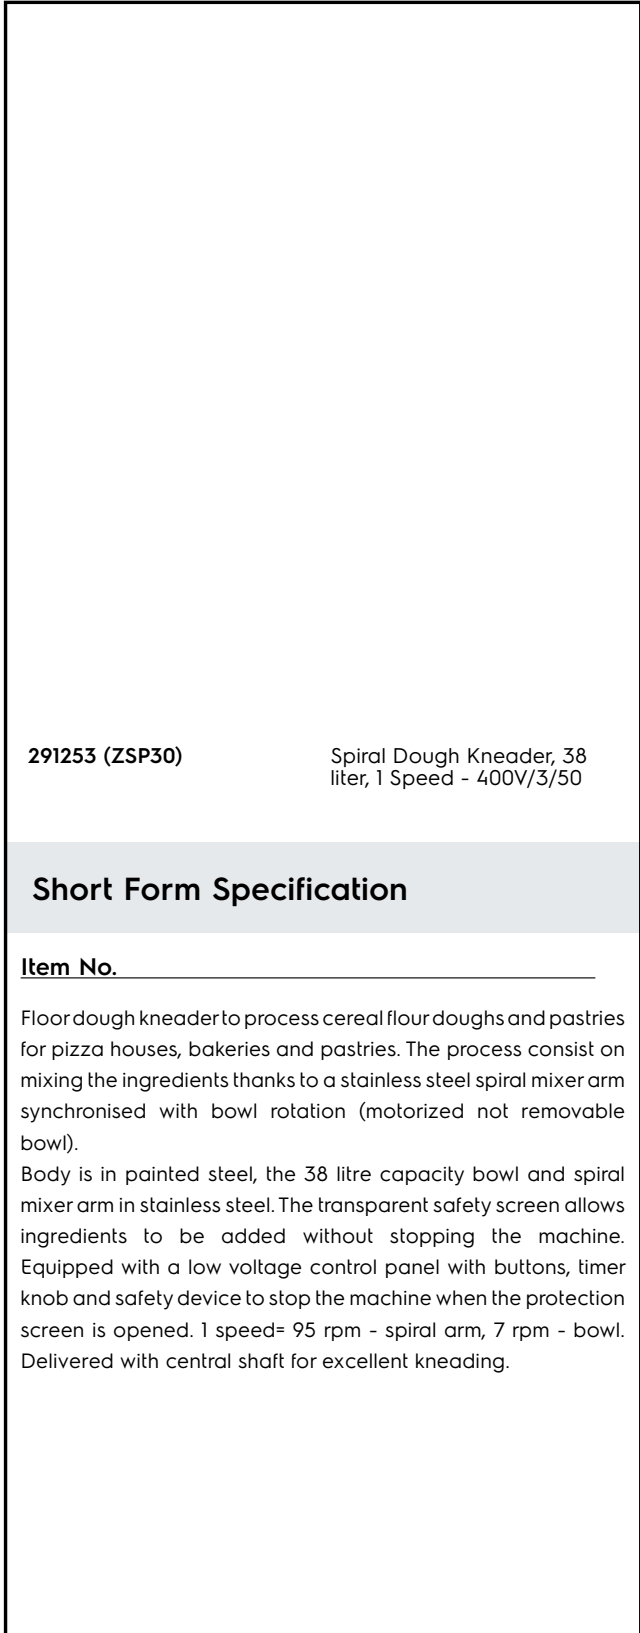 291253 (ZSP30)
Spiral Dough Kneader, 38
liter, 1 Speed - 400V/3/50
Short Form Specification
Item No.
Floor dough kneader to process cereal flour doughs and pastries
for pizza houses, bakeries and pastries. The process consist on
mixing the ingredients thanks to a stainless steel spiral mixer arm
synchronised with bowl rotation (motorized not removable
bowl).
Body is in painted steel, the 38 litre capacity bowl and spiral
mixer arm in stainless steel. The transparent safety screen allows
ingredients to be added without stopping the machine.
Equipped with a low voltage control panel with buttons, timer
knob and safety device to stop the machine when the protection
screen is opened. 1 speed= 95 rpm - spiral arm, 7 rpm - bowl.
Delivered with central shaft for excellent kneading.